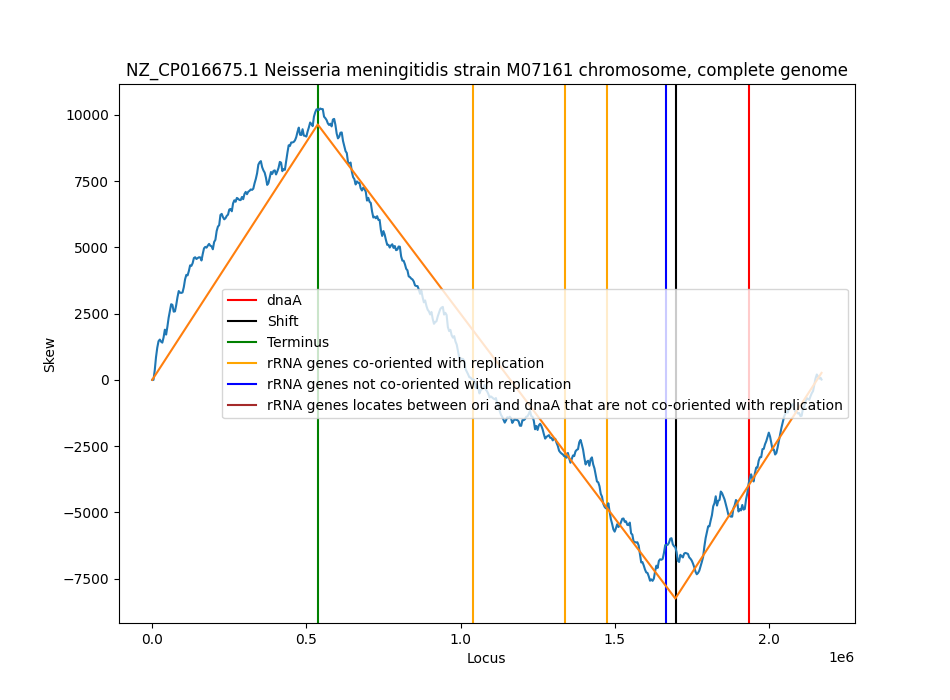 NZ_CP016675.1 Neisseria meningitidis strain M07161 chromosome, complete genome
10000
7500
5000
2500
0
−2500
−5000
−7500
Skew
dnaA
Shift
Terminus
rRNA genes co-oriented with replication
rRNA genes not co-oriented with replication
rRNA genes locates between ori and dnaA that are not co-oriented with replication
0.0 0.5 1.0 1.5 2.0
Locus
1e6